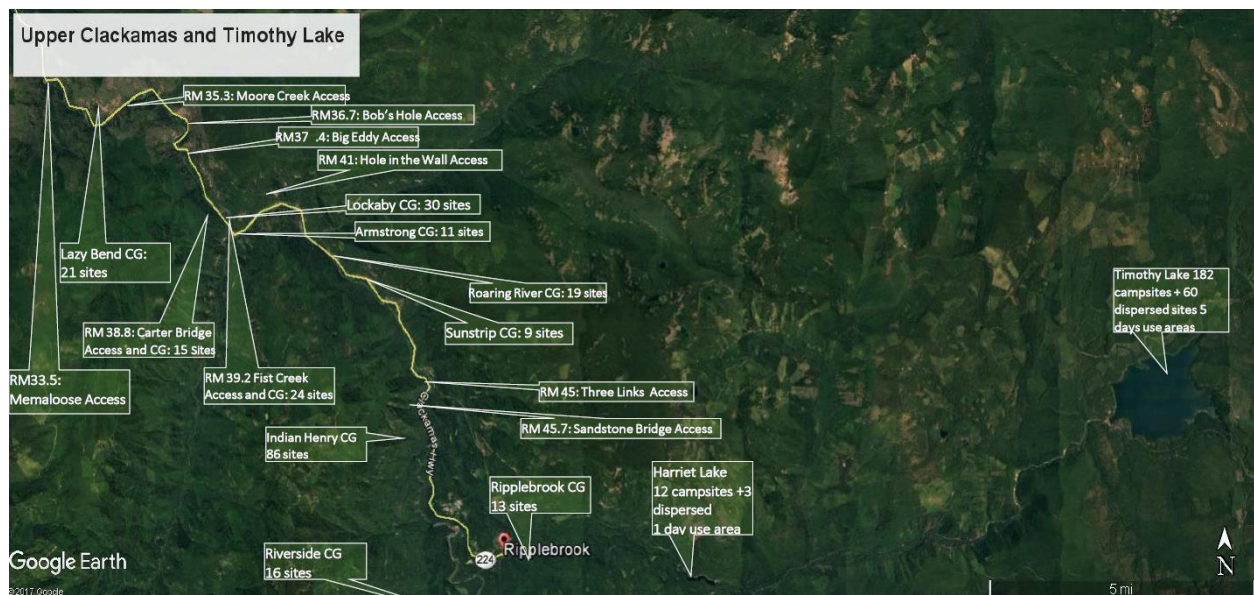 Upper Clackamas and Timothy Lake
RM 35.3: Moore Creek Access
RM36.7: Bob's Hole Access
RM37 .4: Big Eddy Access
RM 41: Hole in the Wall Access
Lockaby CG: 30 sites
Armstrong CG: 11 sites
Lazy Bend CG:
21 sites
Roaring River CG: 19 sites
Timothy Lake 182
campsites + 60
dispersed sites 5
days use areas
Sunstrip CG: 9 sites
RM 38.8: Carter Bridge
Access and CG: 15 Sites
RM33.5:
Memaloose Access
RM 39.2 Fist Creek
Access and CG: 24 sites
RM 45: Three Links Access
RM 45.7: Sandstone Bridge Access
Clackamas Hwy
Indian Henry CG
86 sites
Harriet Lake
12 campsites +3
dispersed
1 day use area
Ripplebrook CG
13 sites
Ripplebrook
224
Riverside CG
16 sites
Google Earth
©2017 Google
N
5 mi